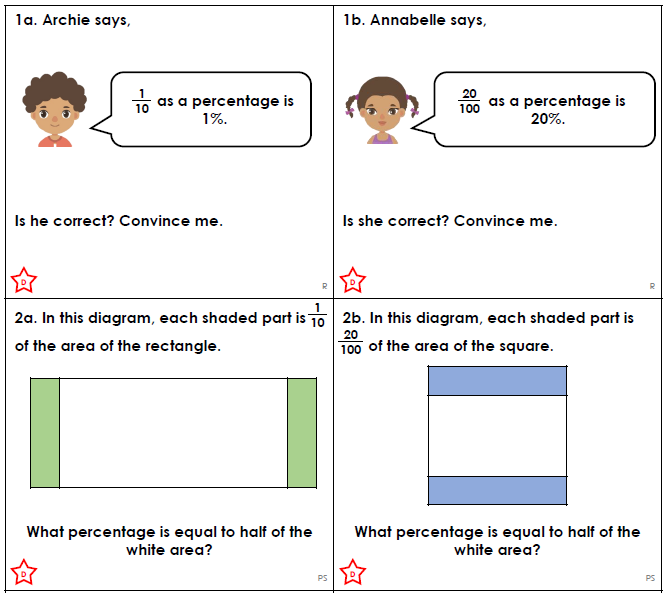 1a. Archie says,
1/10 as a percentage is
1%.
Is he correct? Convince me.
D
R
1b. Annabelle says,
20/100 as a percentage is
20%.
Is she correct? Convince me.
D
R
2a. In this diagram, each shaded part is 1/10
of the area of the rectangle.
What percentage is equal to half of the
white area?
D
PS
2b. In this diagram, each shaded part is
20/100 of the area of the square.
What percentage is equal to half of the
white area?
D
PS